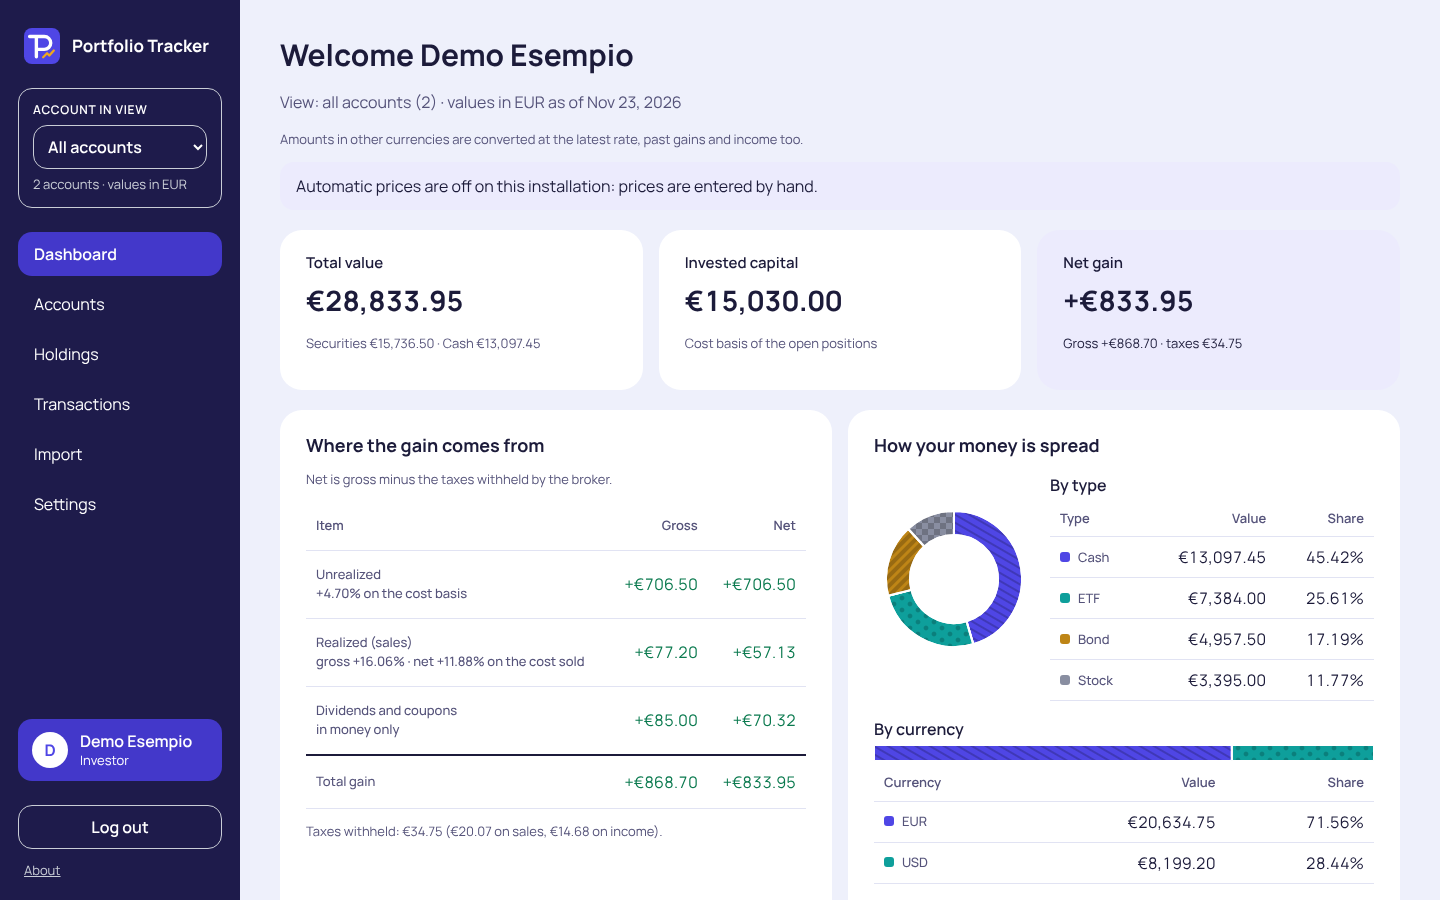 Portfolio Tracker
ACCOUNT IN VIEW
All accounts
2 accounts · values in EUR
Dashboard
Accounts
Holdings
Transactions
Import
Settings
D
Demo Esempio
Investor
Log out
About
Welcome Demo Esempio
View: all accounts (2) · values in EUR as of Nov 23, 2026
Amounts in other currencies are converted at the latest rate, past gains and income too.
Automatic prices are off on this installation: prices are entered by hand.
Total value
€28,833.95
Securities €15,736.50 · Cash €13,097.45
Invested capital
€15,030.00
Cost basis of the open positions
Net gain
+€833.95
Gross +€868.70 · taxes €34.75
Where the gain comes from
Net is gross minus the taxes withheld by the broker.
Item Gross Net
Unrealized
+4.70% on the cost basis
+€706.50 +€706.50
Realized (sales)
gross +16.06% · net +11.88% on the cost sold
+€77.20 +€57.13
Dividends and coupons
in money only
+€85.00 +€70.32
Total gain +€868.70 +€833.95
Taxes withheld: €34.75 (€20.07 on sales, €14.68 on income).
How your money is spread
By type
Type Value Share
Cash €13,097.45 45.42%
ETF €7,384.00 25.61%
Bond €4,957.50 17.19%
Stock €3,395.00 11.77%
By currency
Currency Value Share
EUR €20,634.75 71.56%
USD €8,199.20 28.44%